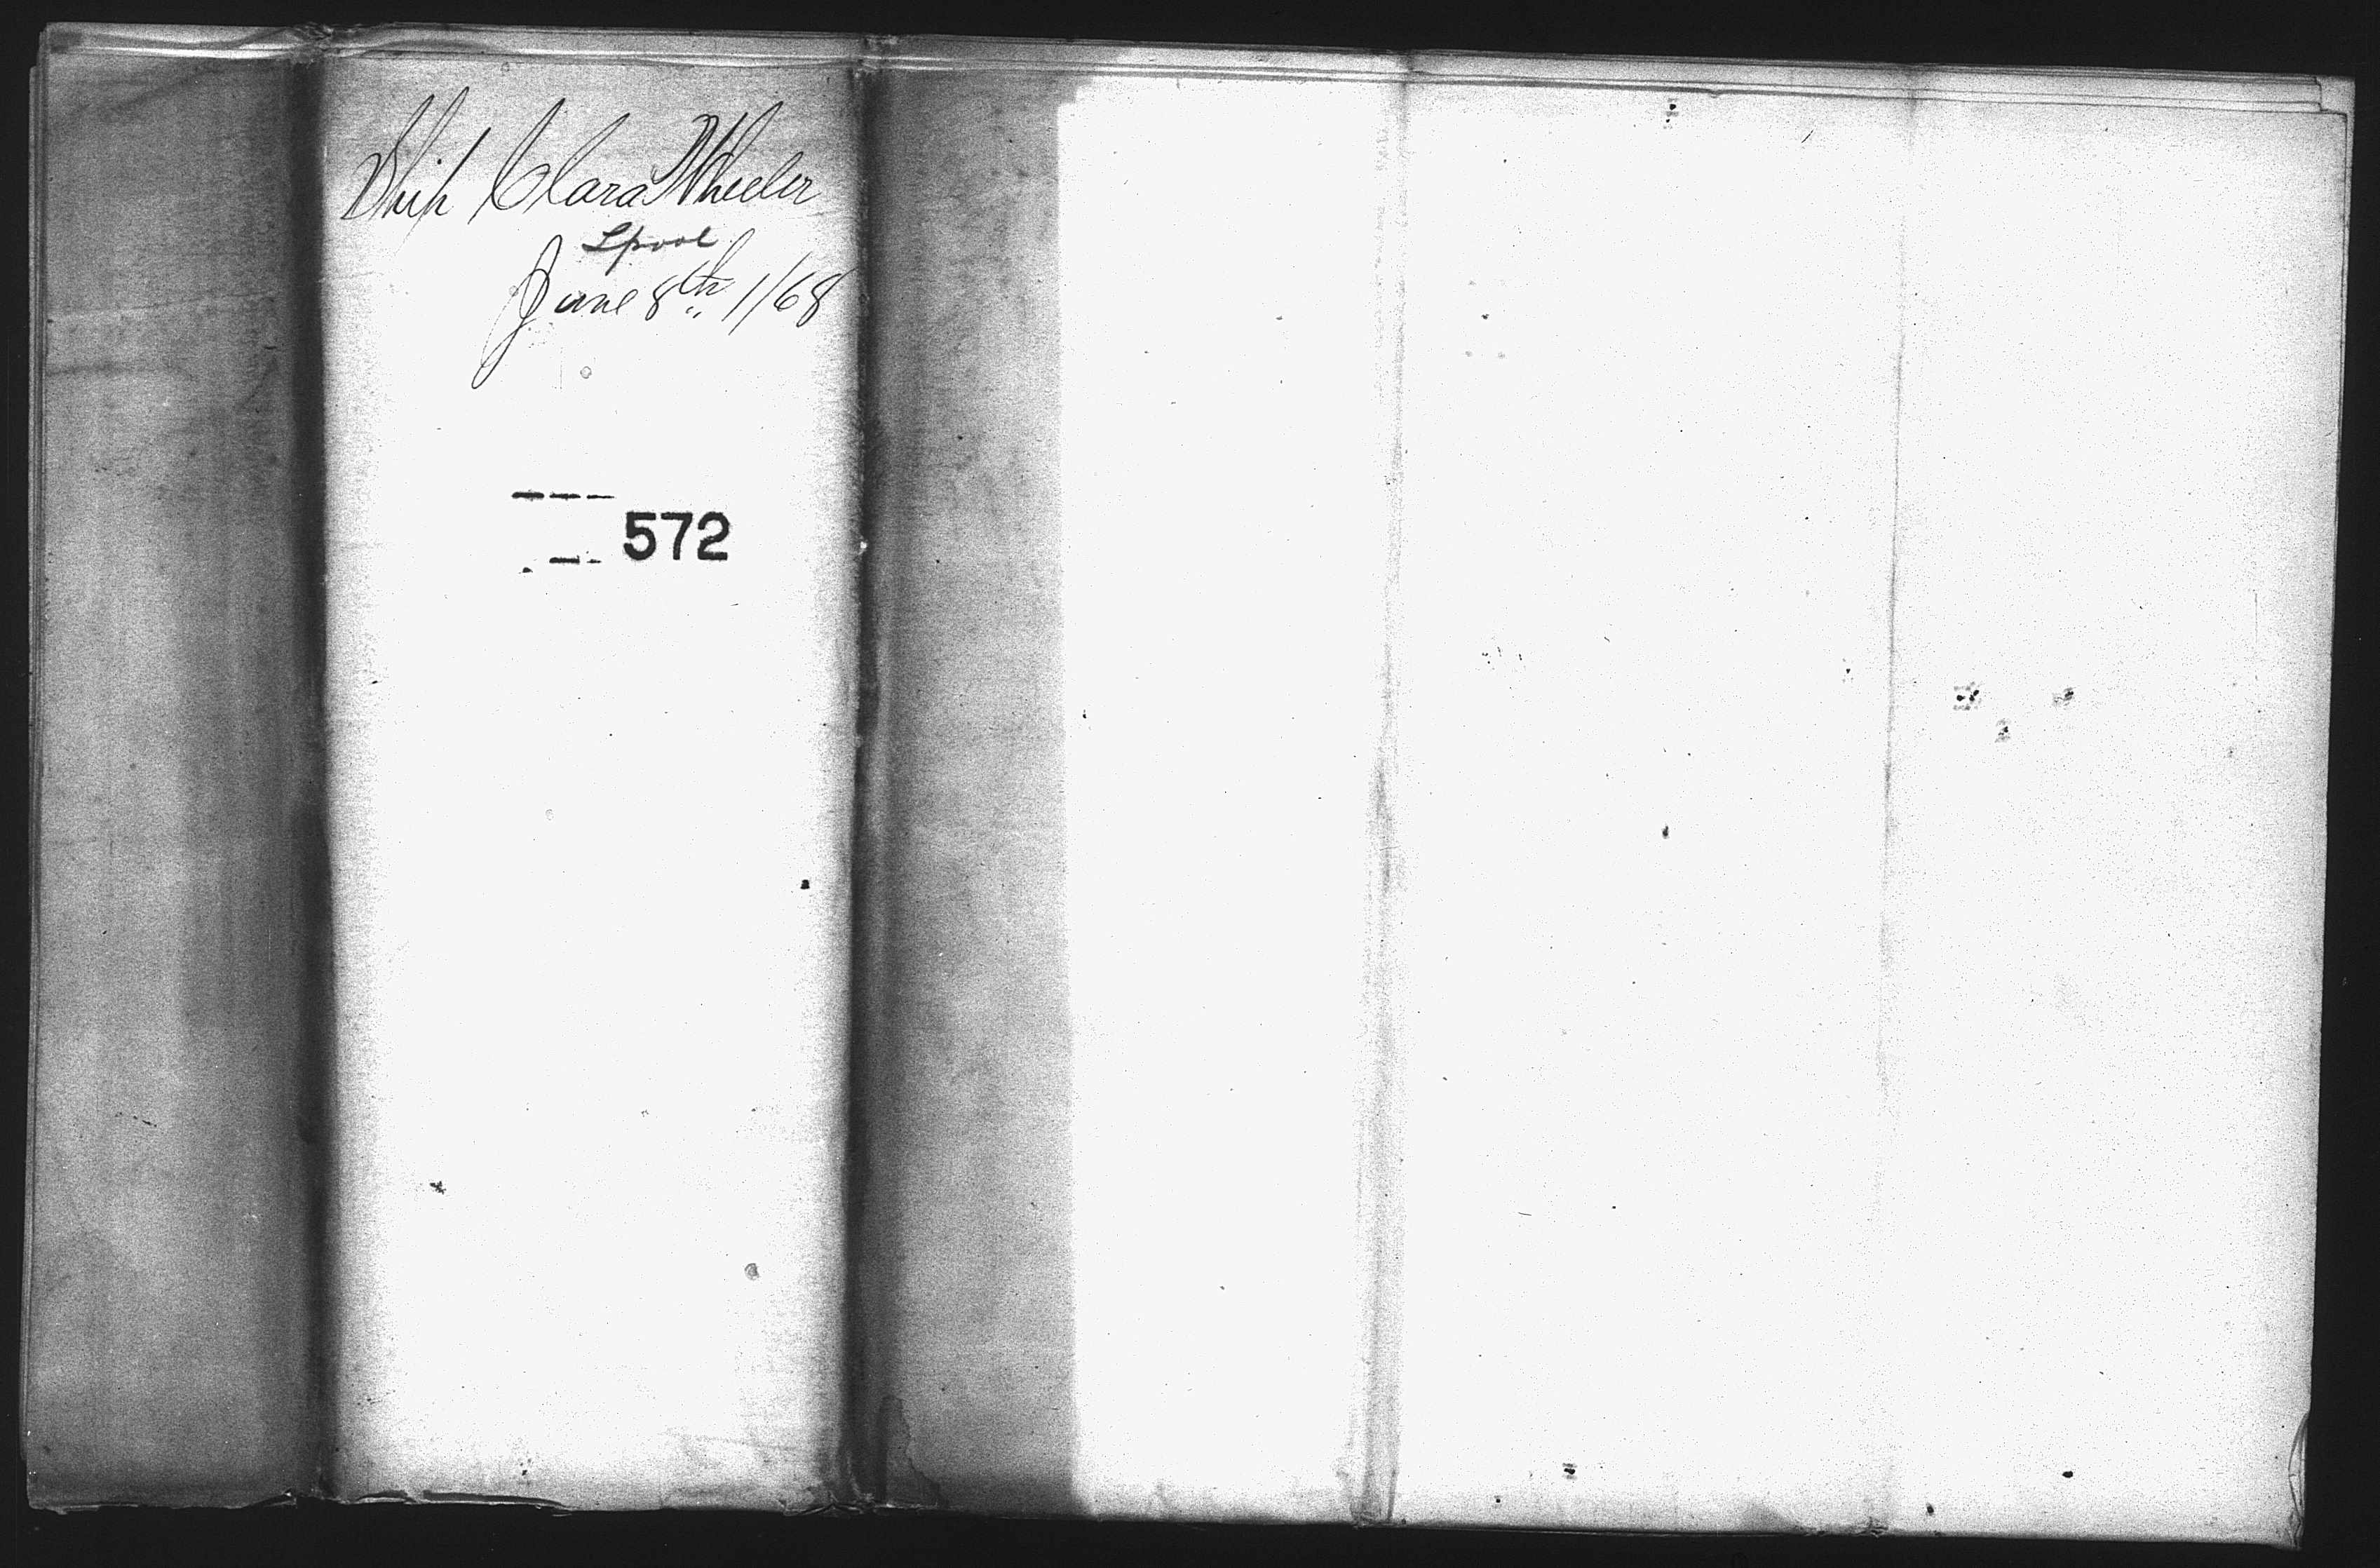 Ship Clara Wheeler
Lpool
June 8th 1/68
572